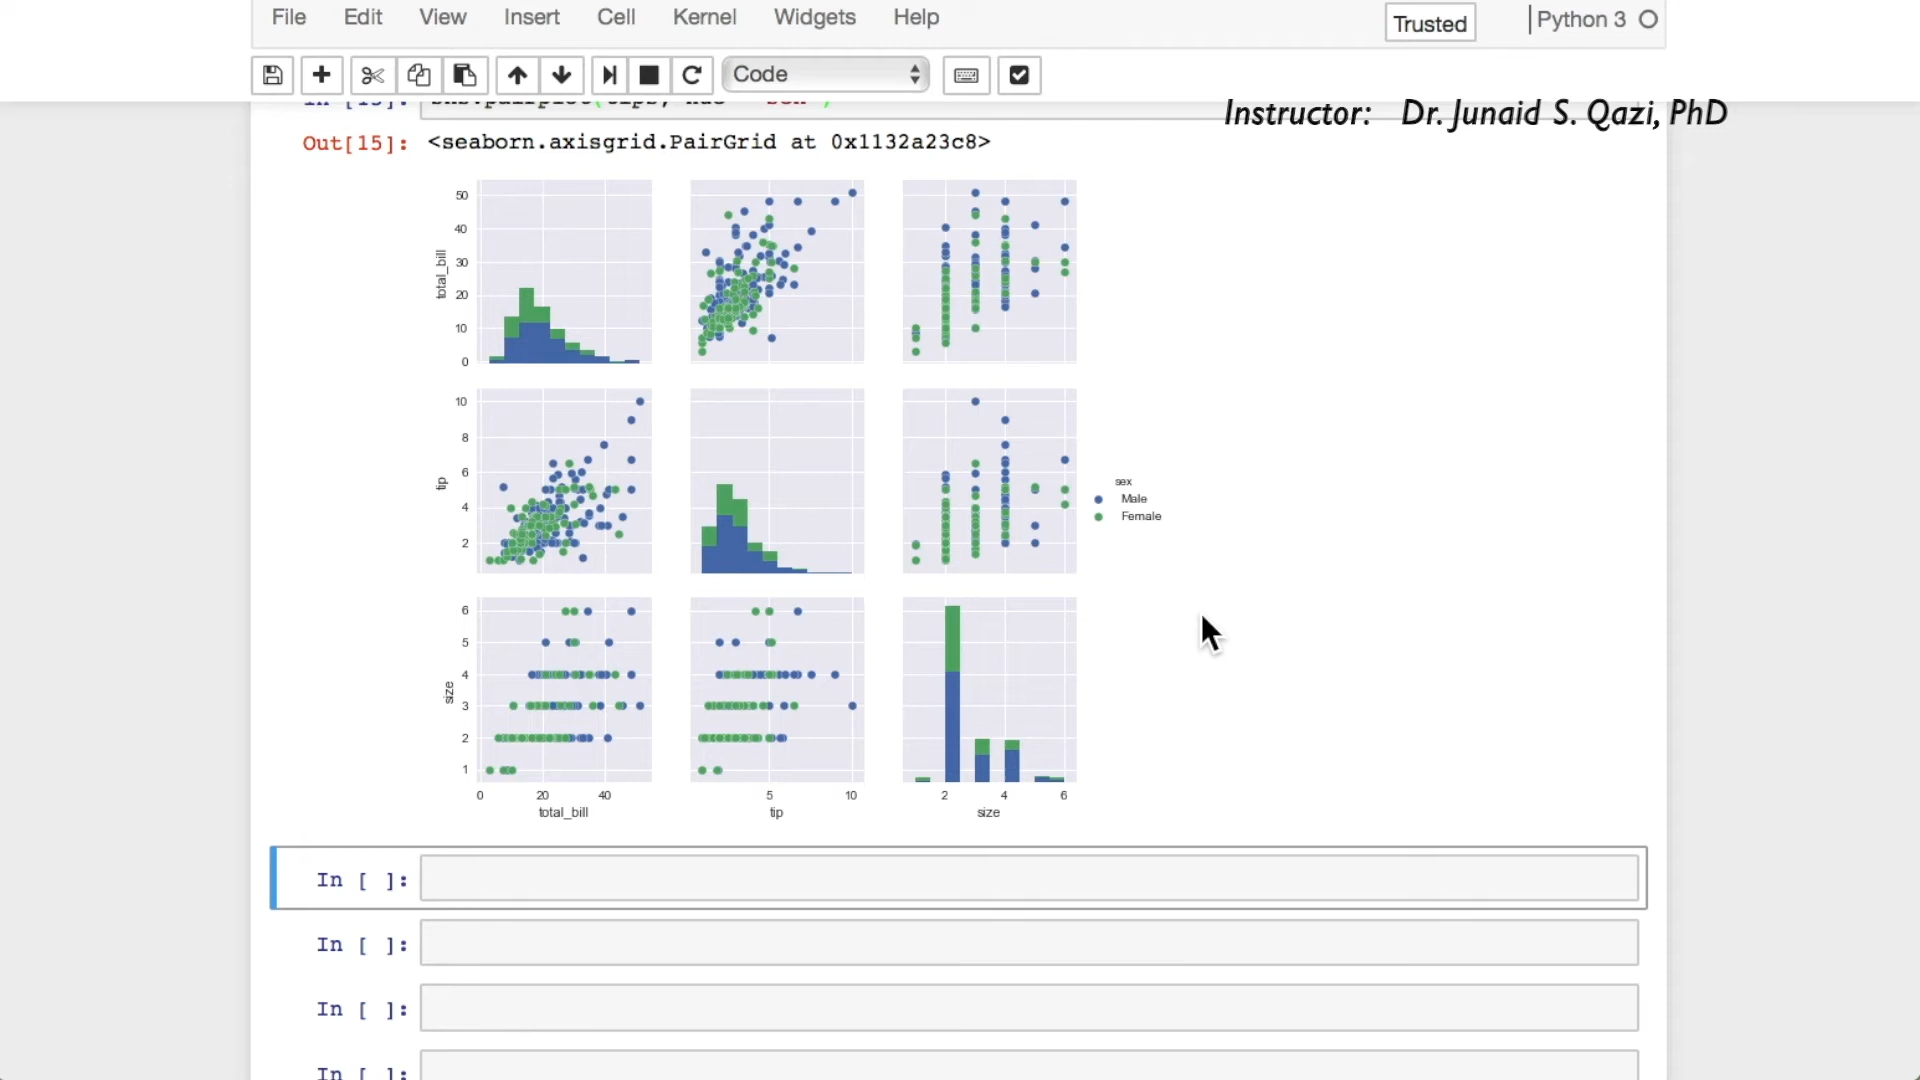 File Edit View Insert Cell Kernel Widgets Help Trusted Python 3
Code
Instructor: Dr. Junaid S. Qazi, PhD
Out[15]: <seaborn.axisgrid.PairGrid at 0x1132a23c8>
50
40
30
20
10
0
total_bill
10
8
6
4
2
tip
sex
Male
Female
6
5
4
3
2
1
size
0 20 40 5 10 2 4 6
total_bill tip size
In [ ]:
In [ ]:
In [ ]:
In [ ]: